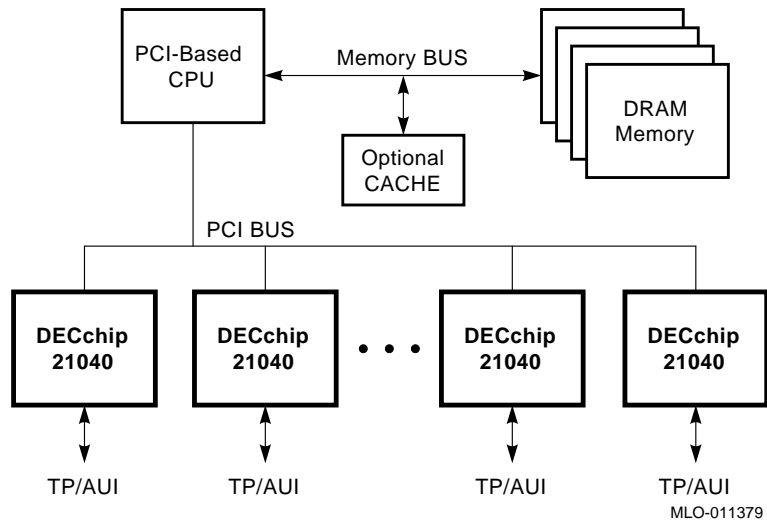 PCI-Based
CPU
Memory BUS
DRAM
Memory
Optional
CACHE
PCI BUS
DECchip
21040
DECchip
21040
DECchip
21040
DECchip
21040
TP/AUI
TP/AUI
TP/AUI
TP/AUI
MLO-011379